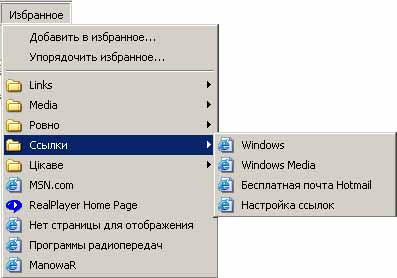 Избранное
Добавить в избранное...
Упорядочить избранное...
Links
Media
Ровно
Ссылки
Цікаве
MSN.com
RealPlayer Home Page
Нет страницы для отображения
Программы радиопередач
ManowaR
Windows
Windows Media
Бесплатная почта Hotmail
Настройка ссылок